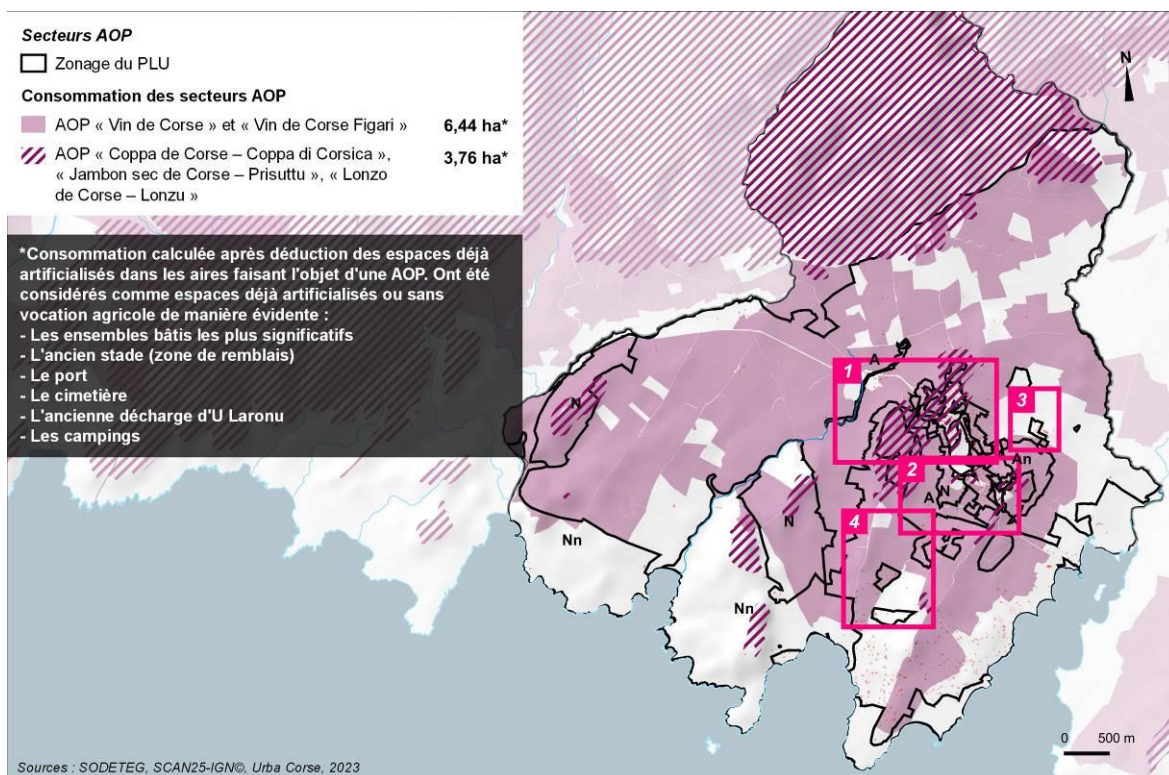 Secteurs AOP
Zonage du PLU
Consommation des secteurs AOP
AOP « Vin de Corse » et « Vin de Corse Figari » 6,44 ha*
AOP « Coppa de Corse – Coppa di Corsica », 3,76 ha*
« Jambon sec de Corse – Prisuttu », « Lonzo
de Corse – Lonzu »
*Consommation calculée après déduction des espaces déjà
artificialisés dans les aires faisant l'objet d'une AOP. Ont été
considérés comme espaces déjà artificialisés ou sans
vocation agricole de manière évidente :
- Les ensembles bâtis les plus significatifs
- L'ancien stade (zone de remblais)
- Le port
- Le cimetière
- L'ancienne décharge d'U Laronu
- Les campings
N
A
1
3
N
An
2
A
N
4
N
Nn
Nn
0 500 m
Sources : SODETEG, SCAN25-IGN©, Urba Corse, 2023